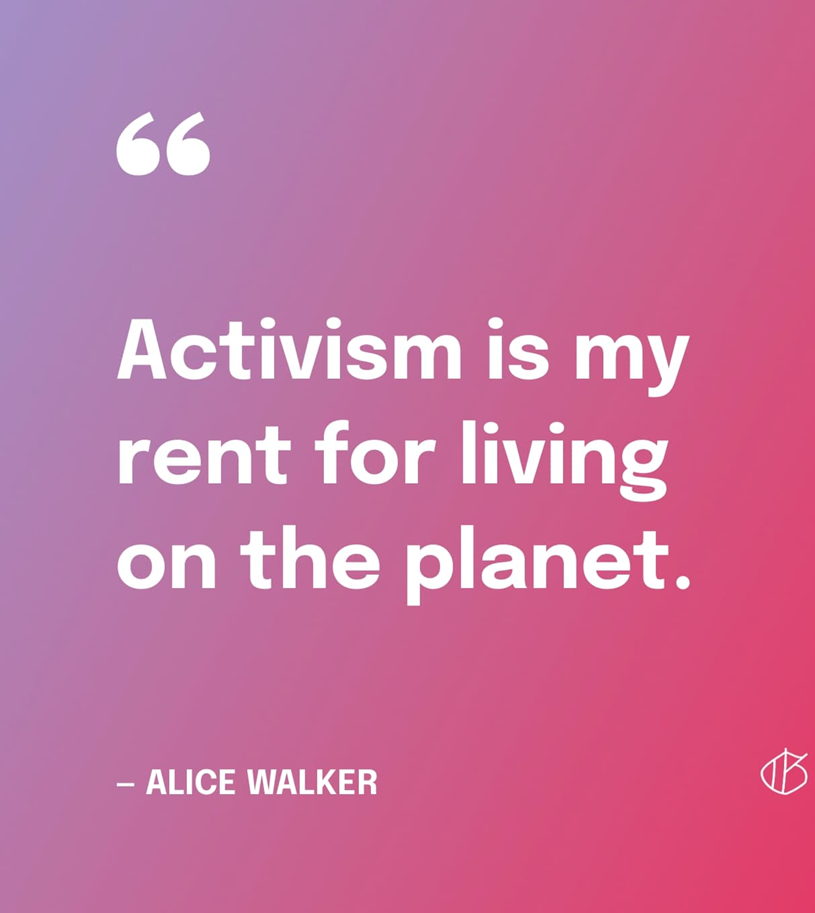 “
Activism is my
rent for living
on the planet.
– ALICE WALKER